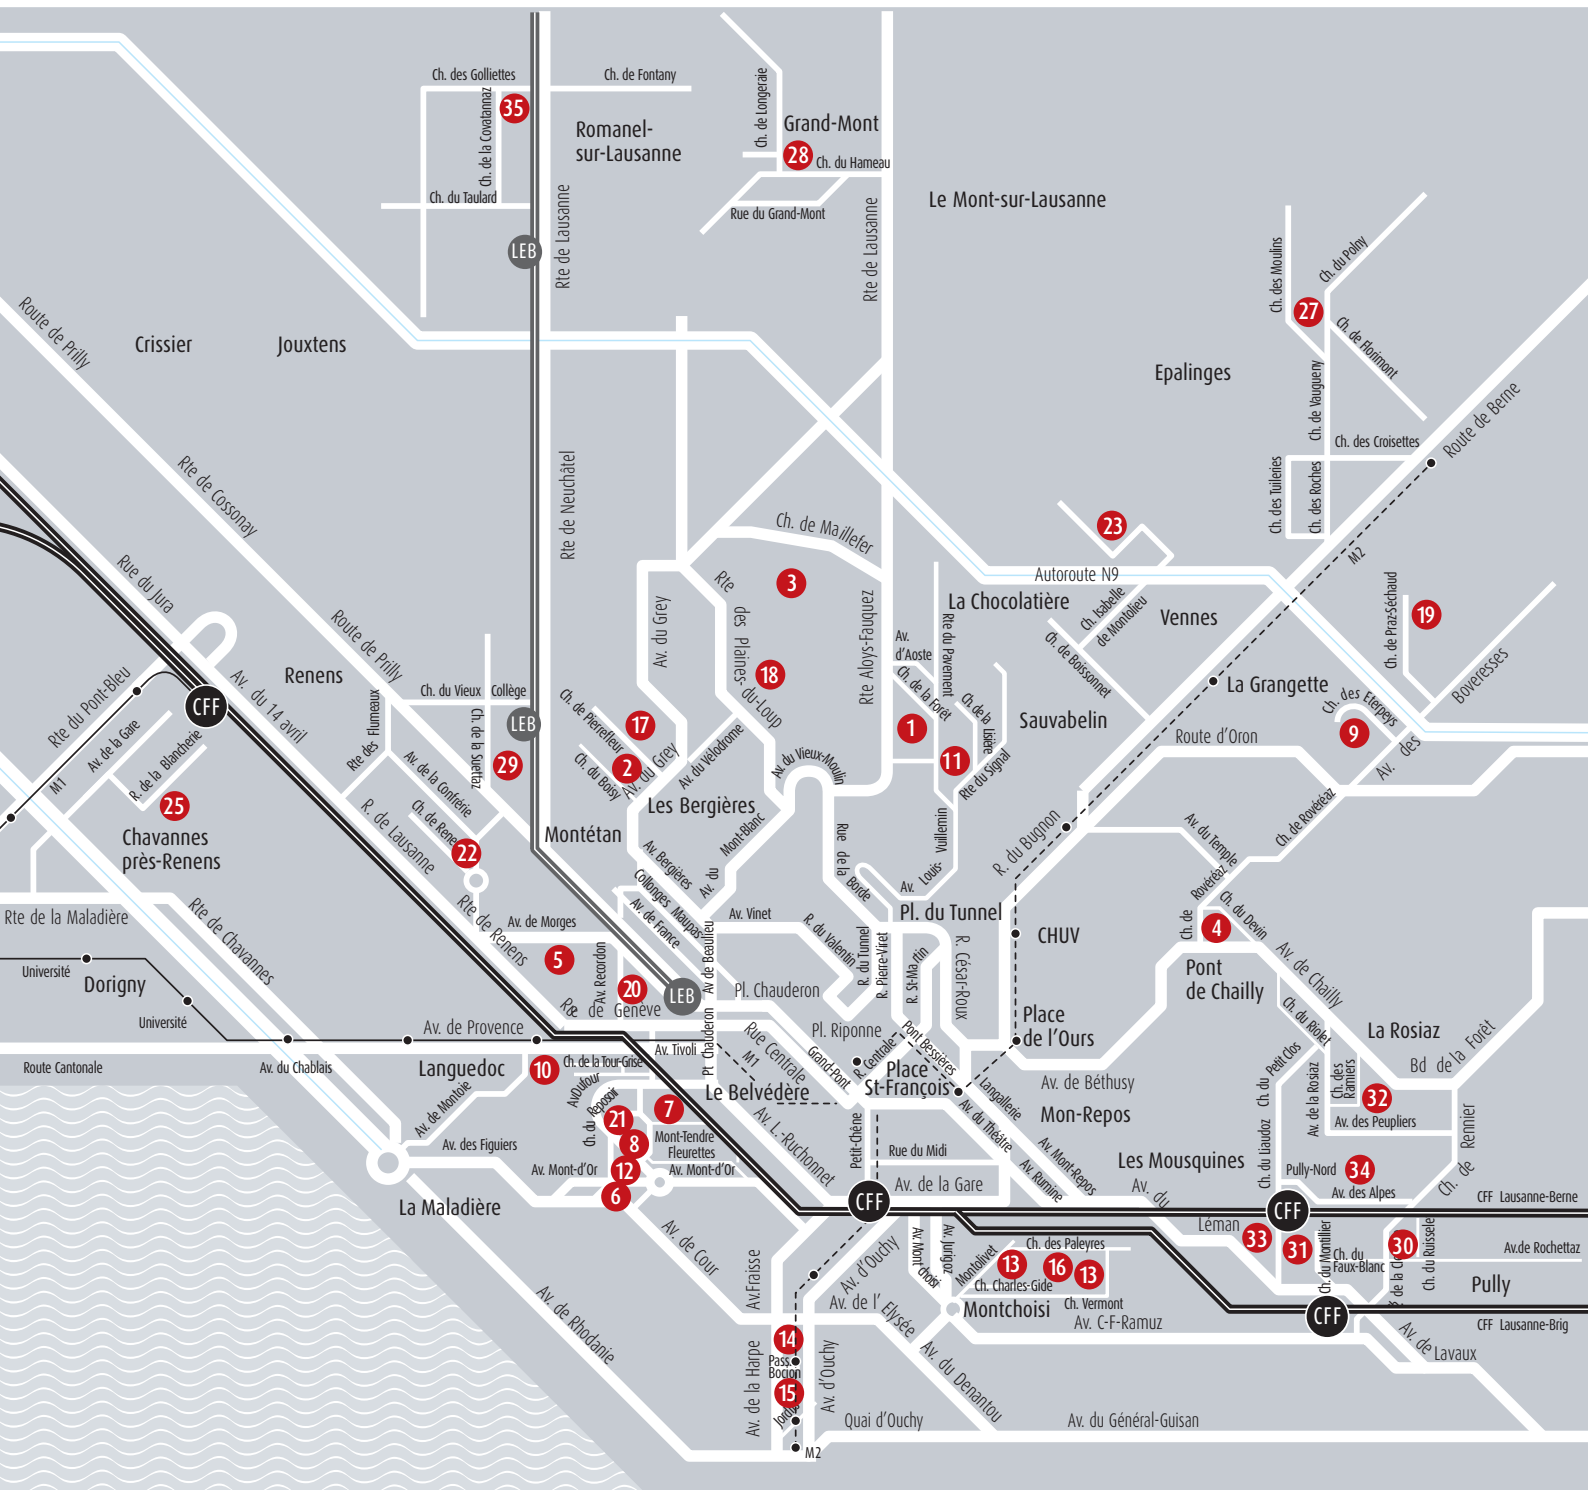 Ch. des Golliettes
Ch. de Fontany
35
Ch. de la Covatannaz
Romanel-
sur-Lausanne
Ch. du Taulard
LEB
Rte de Lausanne
Ch. de Longeraie
Grand-Mont
28
Ch. du Hameau
Rue du Grand-Mont
Rte de Lausanne
Le Mont-sur-Lausanne
Ch. des Moulins
Ch. du Polny
27
Ch. de Florimont
Ch. de Vaugueny
Epalinges
Route de Berne
Ch. des Croisettes
Ch. des Tuileries
Ch. des Roches
M2
Route de Prilly
Crissier
Jouxtens
Rte de Cossonay
Rte de Neuchâtel
Ch. de Maillefer
3
Rte
des Plaines-
du-Loup
18
Av. du Grey
Rte Aloys-Fauquez
23
Autoroute N9
La Chocolatière
Ch. Isabelle
de Montolieu
Vennes
Ch. de Boissonnet
Ch. de Praz-Séchaud
19
Boveresses
Av.
d'Aoste
Rte du Pavement
Ch. de la Forêt
1
Ch. de la
Lisière
11
Rte du Signal
Sauvabelin
La Grangette
Ch. des Eterpeys
9
Av. des
Route d'Oron
Rue du Jura
Route de Prilly
Renens
Av. du 14 avril
Rte du Pont-Bleu
CFF
M1
Av. de la Gare
R. de la Blancherie
25
Chavannes
près-Renens
Rte des Flumeaux
Ch. du Vieux Collège
LEB
Ch. de la Suettaz
29
Av. de la Confrérie
22
R. de Lausanne
Ch. de Pierrefleur
17
2
Ch. du Boisy
Av. du Grey
Av. du Vélodrome
Les Bergières
Av. du Vieux-Moulin
Montétan
Av. Bergières
Av. du
Mont-Blanc
Rue de la
Borde
Av. Louis-
Vuillemin
R. du Bugnon
Av. du Temple
Ch. de Rovéréaz
Ch. de
Rovéréaz
Ch. du Devin
4
Pont
de Chailly
Av. de Chailly
Rte de la Maladière
Rte de Chavannes
Université
Dorigny
Université
Rte de Renens
Av. de Morges
5
Av. Recordon
20
Collonges
Maupas
Av. de France
LEB
Av de Beaulieu
Av. Vinet
R. du Valentin
Pl. Chauderon
R. du Tunnel
R. Pierre-Viret
R. St-Martin
Pl. du Tunnel
R. César-Roux
CHUV
Place
de l'Ours
Pl. Riponne
Pont Bessières
R. Centrale
Place
St-François
Rue Centrale
Grand-Pont
M1
Pt Chauderon
Av. Tivoli
Av. de Provence
Route Cantonale
Av. du Chablais
Languedoc
10
Ch. de la Tour-Grise
Le Belvédère
Langallerie
Av. de Béthusy
Mon-Repos
Av. du Théâtre
Av. Mont-Repos
Av. Rumine
Av. de Montoie
Ch. du Reposoir
21
7
8
Mont-Tendre
Fleurettes
Av. des Figuiers
Av. Mont-d'Or
12
Av. Mont-d'Or
6
Av. L.-Ruchonnet
Petit-Chêne
Rue du Midi
Av. de la Gare
CFF
La Maladière
Av. de Cour
Av. de Rhodanie
Av.Fraisse
Av. d'Ouchy
Av. Mont choisi
Av. Jurigoz
Montolivet
Ch. des Paleyres
13
16
13
Ch. Charles-Gide
Ch. Vermont
Montchoisi
Av. C-F-Ramuz
Av. de l'
Elysée
Av. du Denantou
14
Pass.
Bocion
15
Av. de la Harpe
Av. d'Ouchy
M2
Quai d'Ouchy
Av. du Général-Guisan
La Rosiaz
Bd de la Forêt
Ch. du Risler
Ch. du Petit Clos
Av. de la Rosiaz
Ch. des
Ramiers
32
Av. des Peupliers
Ch. de Rennier
Ch. du Liaudoz
Les Mousquines
Av. du
Léman
Pully-Nord
34
Av. des Alpes
CFF
CFF Lausanne-Berne
33
31
Ch. du Montillier
Ch. du
Faux-Blanc
30
Ch. du Ruisselet
Av.de Rochettaz
Pully
CFF
CFF Lausanne-Brig
Av. de Lavaux